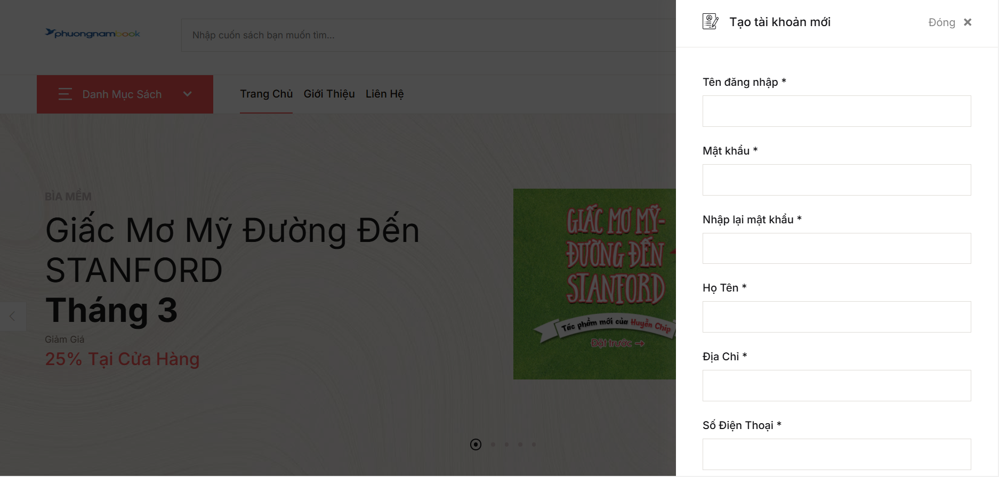 phuongnambook
Nhập cuốn sách bạn muốn tìm...
Danh Mục Sách
Trang Chủ
Giới Thiệu
Liên Hệ
BÌA MỀM
Giấc Mơ Mỹ Đường Đến
STANFORD
Tháng 3
Giảm Giá
25% Tại Cửa Hàng
GIẤC MƠ MỸ-
ĐƯỜNG ĐẾN
STANFORD
Tác phẩm mới của Huyền Chíp
Đặt trước →
Tạo tài khoản mới
Đóng ×
Tên đăng nhập *
Mật khẩu *
Nhập lại mật khẩu *
Họ Tên *
Địa Chỉ *
Số Điện Thoại *